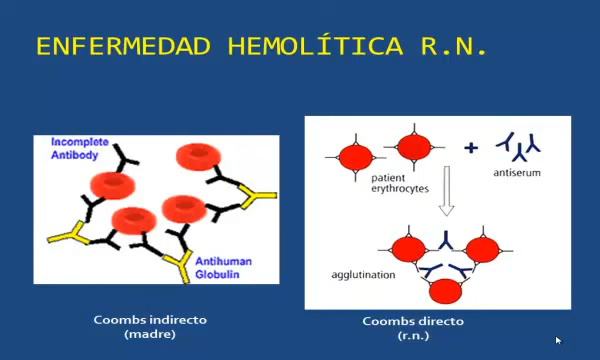 ENFERMEDAD HEMOLÍTICA R.N.
Incomplete
Antibody
Antihuman
Globulin
patient
erythrocytes
+
antiserum
agglutination
Coombs indirecto
(madre)
Coombs directo
(r.n.)